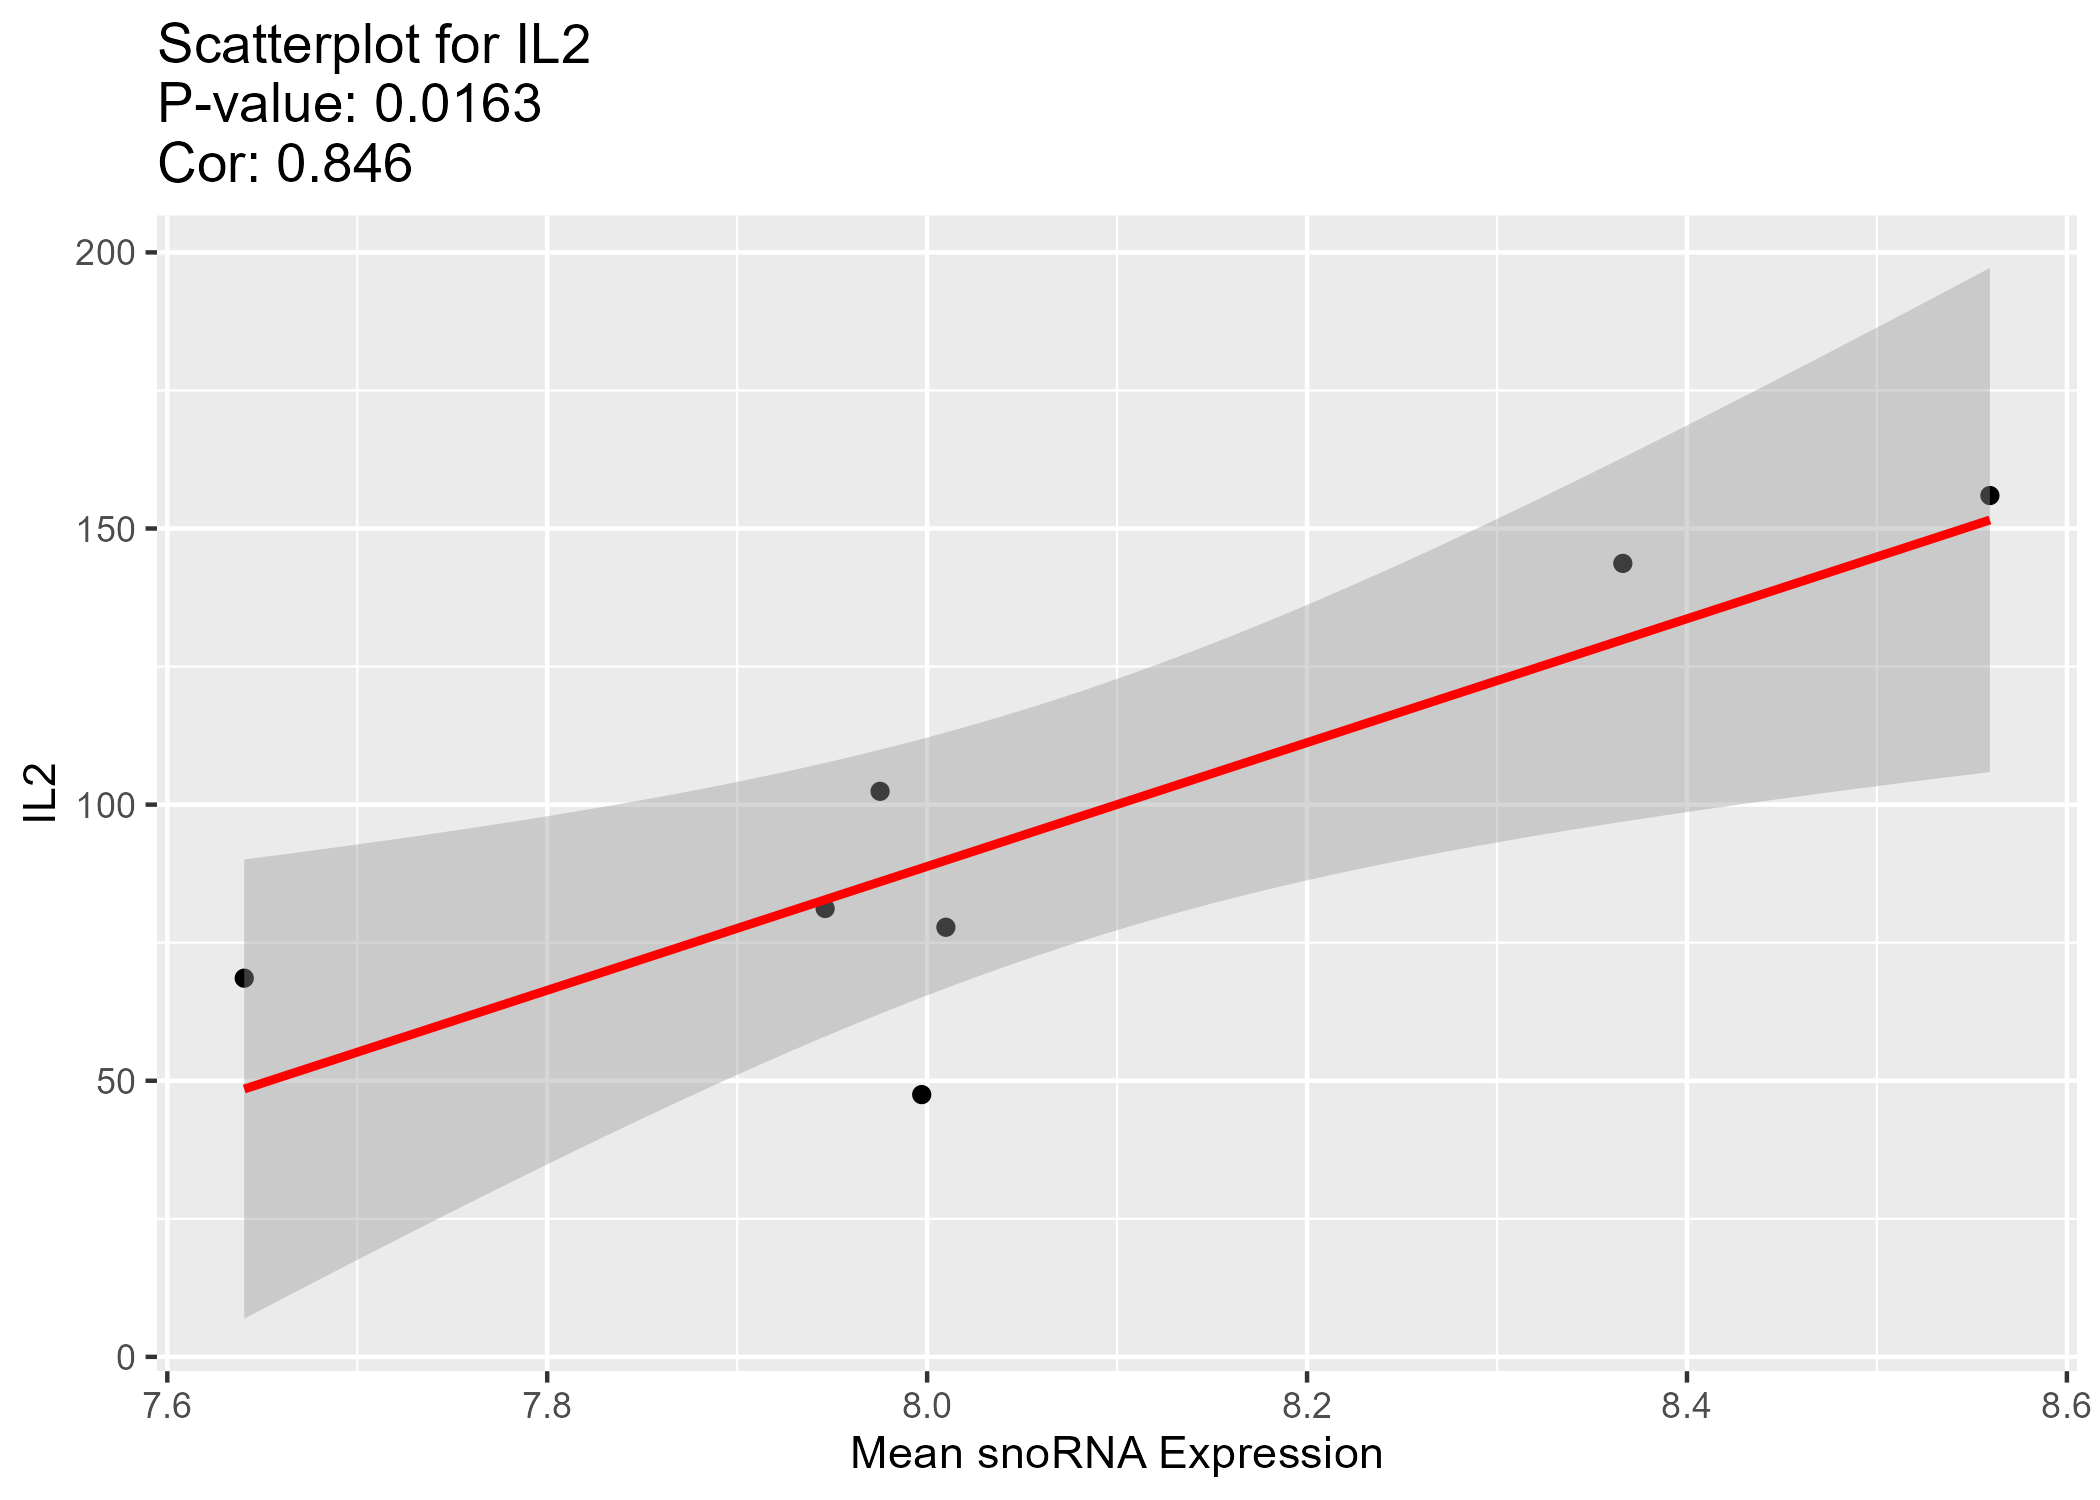 Scatterplot for IL2
P-value: 0.0163
Cor: 0.846
200
150
100
50
0
IL2
7.6 7.8 8.0 8.2 8.4 8.6
Mean snoRNA Expression